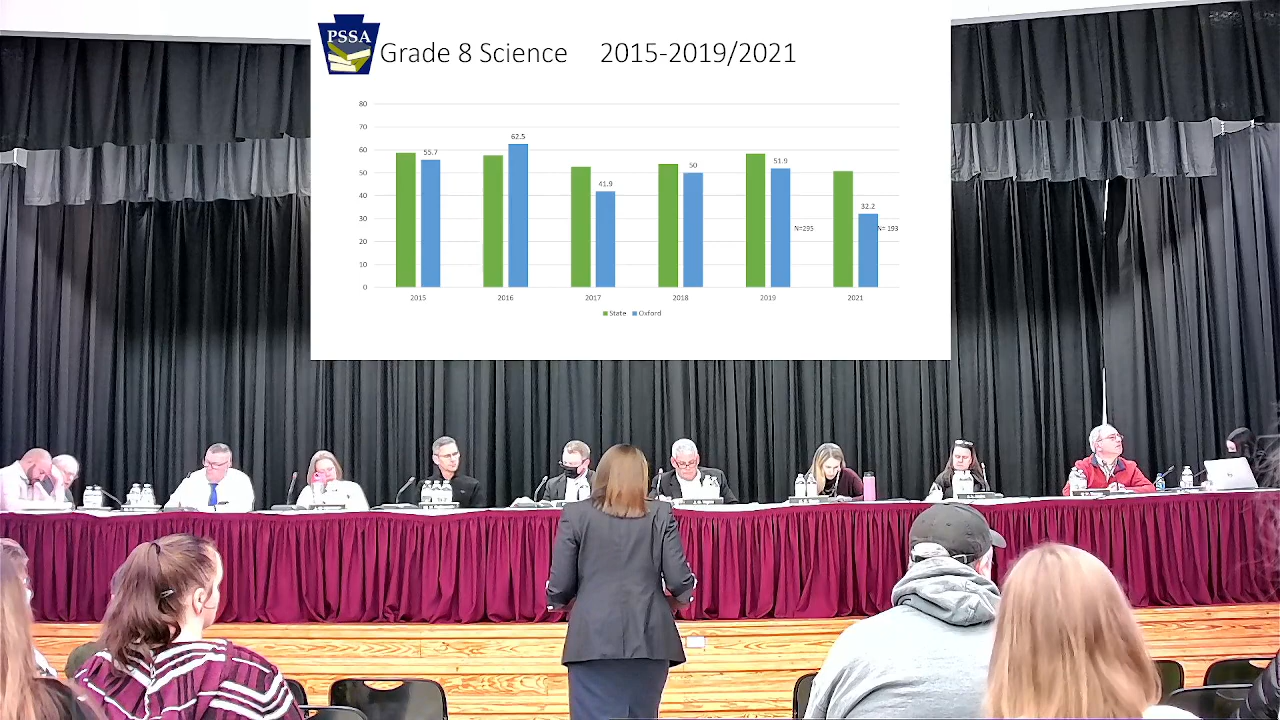 PSSA
Grade 8 Science 2015-2019/2021
80
70
60
50
40
30
20
10
0
55.7
62.5
41.9
50
51.9
32.2
N=295
N= 193
2015 2016 2017 2018 2019 2021
State Oxford